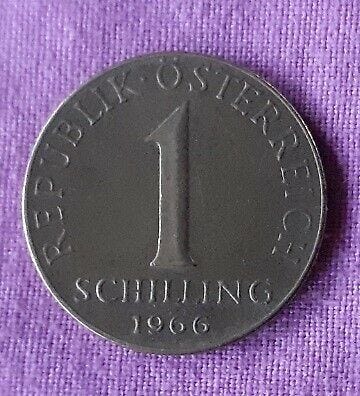 REPUBLIK·ÖSTERREICH
1
SCHILLING
1966